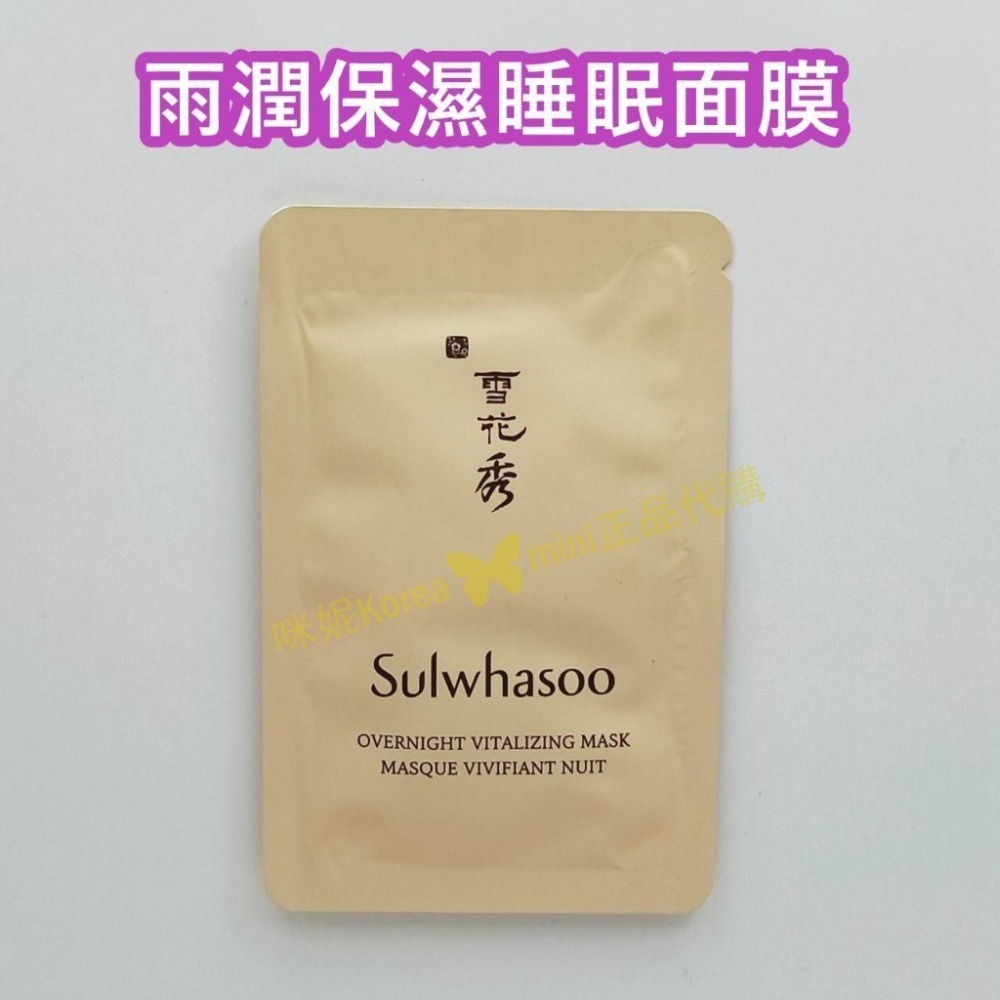 雨潤保濕睡眠面膜
雪花秀
咪妮Korea mini正品代購
Sulwhasoo
OVERNIGHT VITALIZING MASK
MASQUE VIVIFIANT NUIT